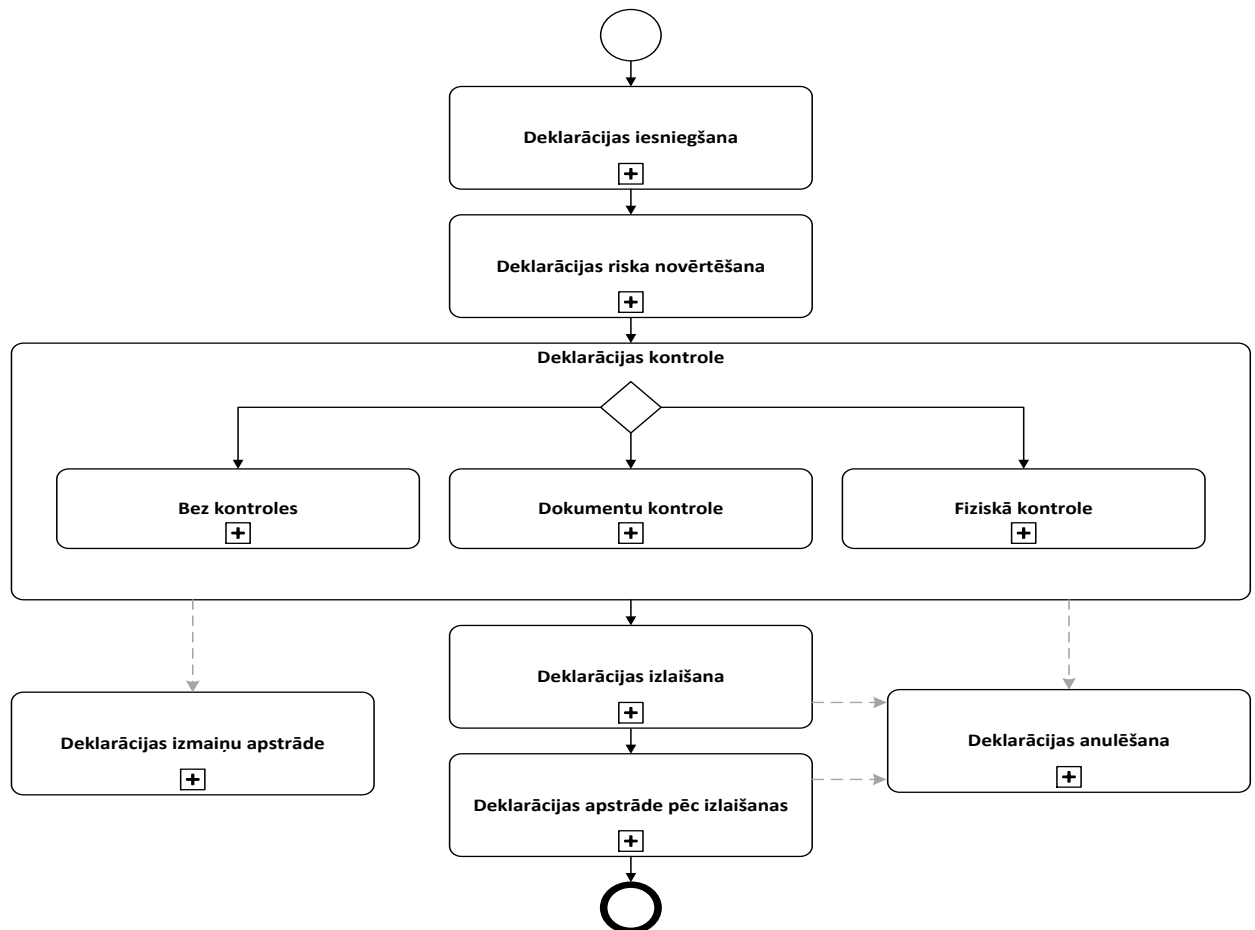 Deklarācijas iesniegšana
Deklarācijas riska novērtēšana
Deklarācijas kontrole
Bez kontroles
Dokumentu kontrole
Fiziskā kontrole
Deklarācijas izlaišana
Deklarācijas izmaiņu apstrāde
Deklarācijas anulēšana
Deklarācijas apstrāde pēc izlaišanas